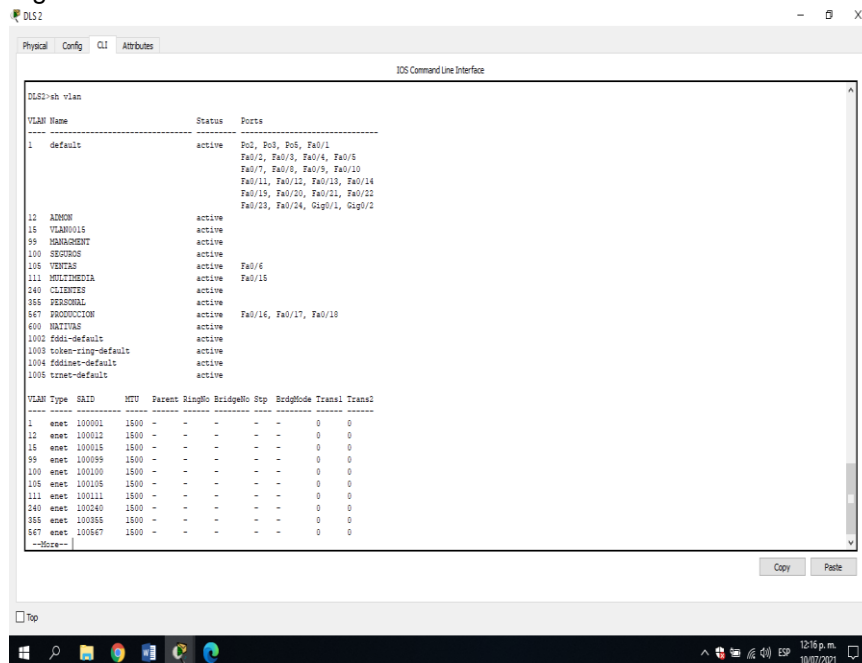 DLS 2
Physical Config CLI Attributes
IOS Command Line Interface
DLS2>sh vlan
VLAN Name Status Ports
---- -------------------------------- --------- -------------------------------
1 default active Po2, Po3, Po5, Fa0/1
Fa0/2, Fa0/3, Fa0/4, Fa0/5
Fa0/7, Fa0/8, Fa0/9, Fa0/10
Fa0/11, Fa0/12, Fa0/13, Fa0/14
Fa0/19, Fa0/20, Fa0/21, Fa0/22
Fa0/23, Fa0/24, Gig0/1, Gig0/2
12 ADMON active
15 VLAN0015 active
99 MANAGMENT active
100 SEGUROS active
105 VENTAS active Fa0/6
111 MULTIMEDIA active Fa0/15
240 CLIENTES active
355 PERSONAL active
567 PRODUCCION active Fa0/16, Fa0/17, Fa0/18
600 NATIVAS active
1002 fddi-default active
1003 token-ring-default active
1004 fddinet-default active
1005 trnet-default active
VLAN Type SAID MTU Parent RingNo BridgeNo Stp BrdgMode Trans1 Trans2
---- ----- ---------- ----- ------ ------ -------- ---- -------- ------ ------
1 enet 100001 1500 - - - - - 0 0
12 enet 100012 1500 - - - - - 0 0
15 enet 100015 1500 - - - - - 0 0
99 enet 100099 1500 - - - - - 0 0
100 enet 100100 1500 - - - - - 0 0
105 enet 100105 1500 - - - - - 0 0
111 enet 100111 1500 - - - - - 0 0
240 enet 100240 1500 - - - - - 0 0
355 enet 100355 1500 - - - - - 0 0
567 enet 100567 1500 - - - - - 0 0
--More--
Copy Paste
Top
ESP 12:16 p. m.
10/07/2021